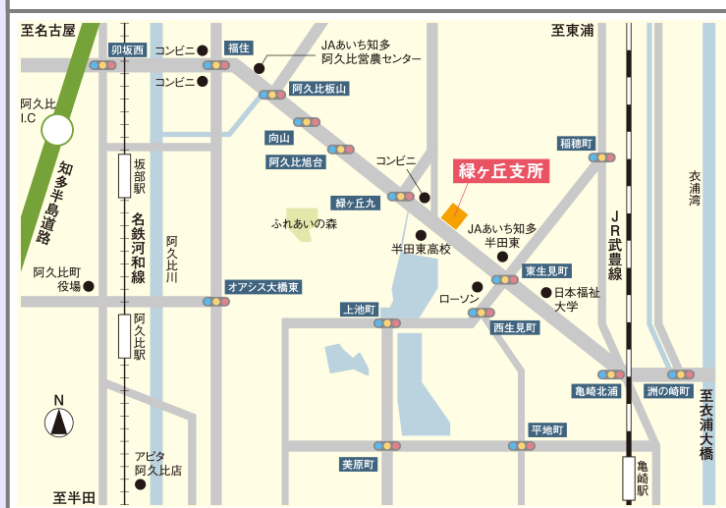 至名古屋
卯坂西
コンビニ
福住
コンビニ
JAあいち知多
阿久比営農センター
至東浦
阿久比
I.C
阿久比板山
向山
阿久比旭台
稲穂町
知多半島道路
坂部駅
コンビニ
緑ヶ丘支所
衣浦湾
緑ヶ丘九
ふれあいの森
半田東高校
JAあいち知多
半田東
JR武豊線
名鉄河和線
阿久比川
阿久比町
役場
オアシス大橋東
東生見町
ローソン
日本福祉
大学
上池町
西生見町
阿久比駅
亀崎北浦
洲の崎町
至衣浦大橋
N
平地町
美原町
アピタ
阿久比店
亀崎駅
至半田